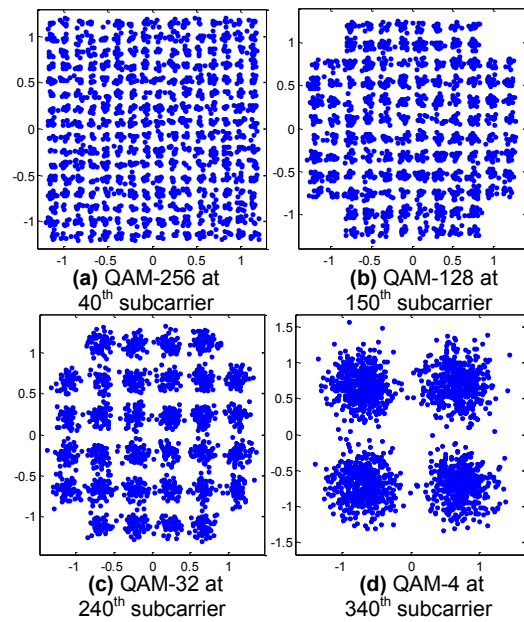 1
0.5
0
-0.5
-1
-1 -0.5 0 0.5 1
(a) QAM-256 at
40th subcarrier
1
0.5
0
-0.5
-1
-1 -0.5 0 0.5 1
(b) QAM-128 at
150th subcarrier
1
0.5
0
-0.5
-1
-1 -0.5 0 0.5 1
(c) QAM-32 at
240th subcarrier
1.5
1
0.5
0
-0.5
-1
-1.5
-1 0 1
(d) QAM-4 at
340th subcarrier